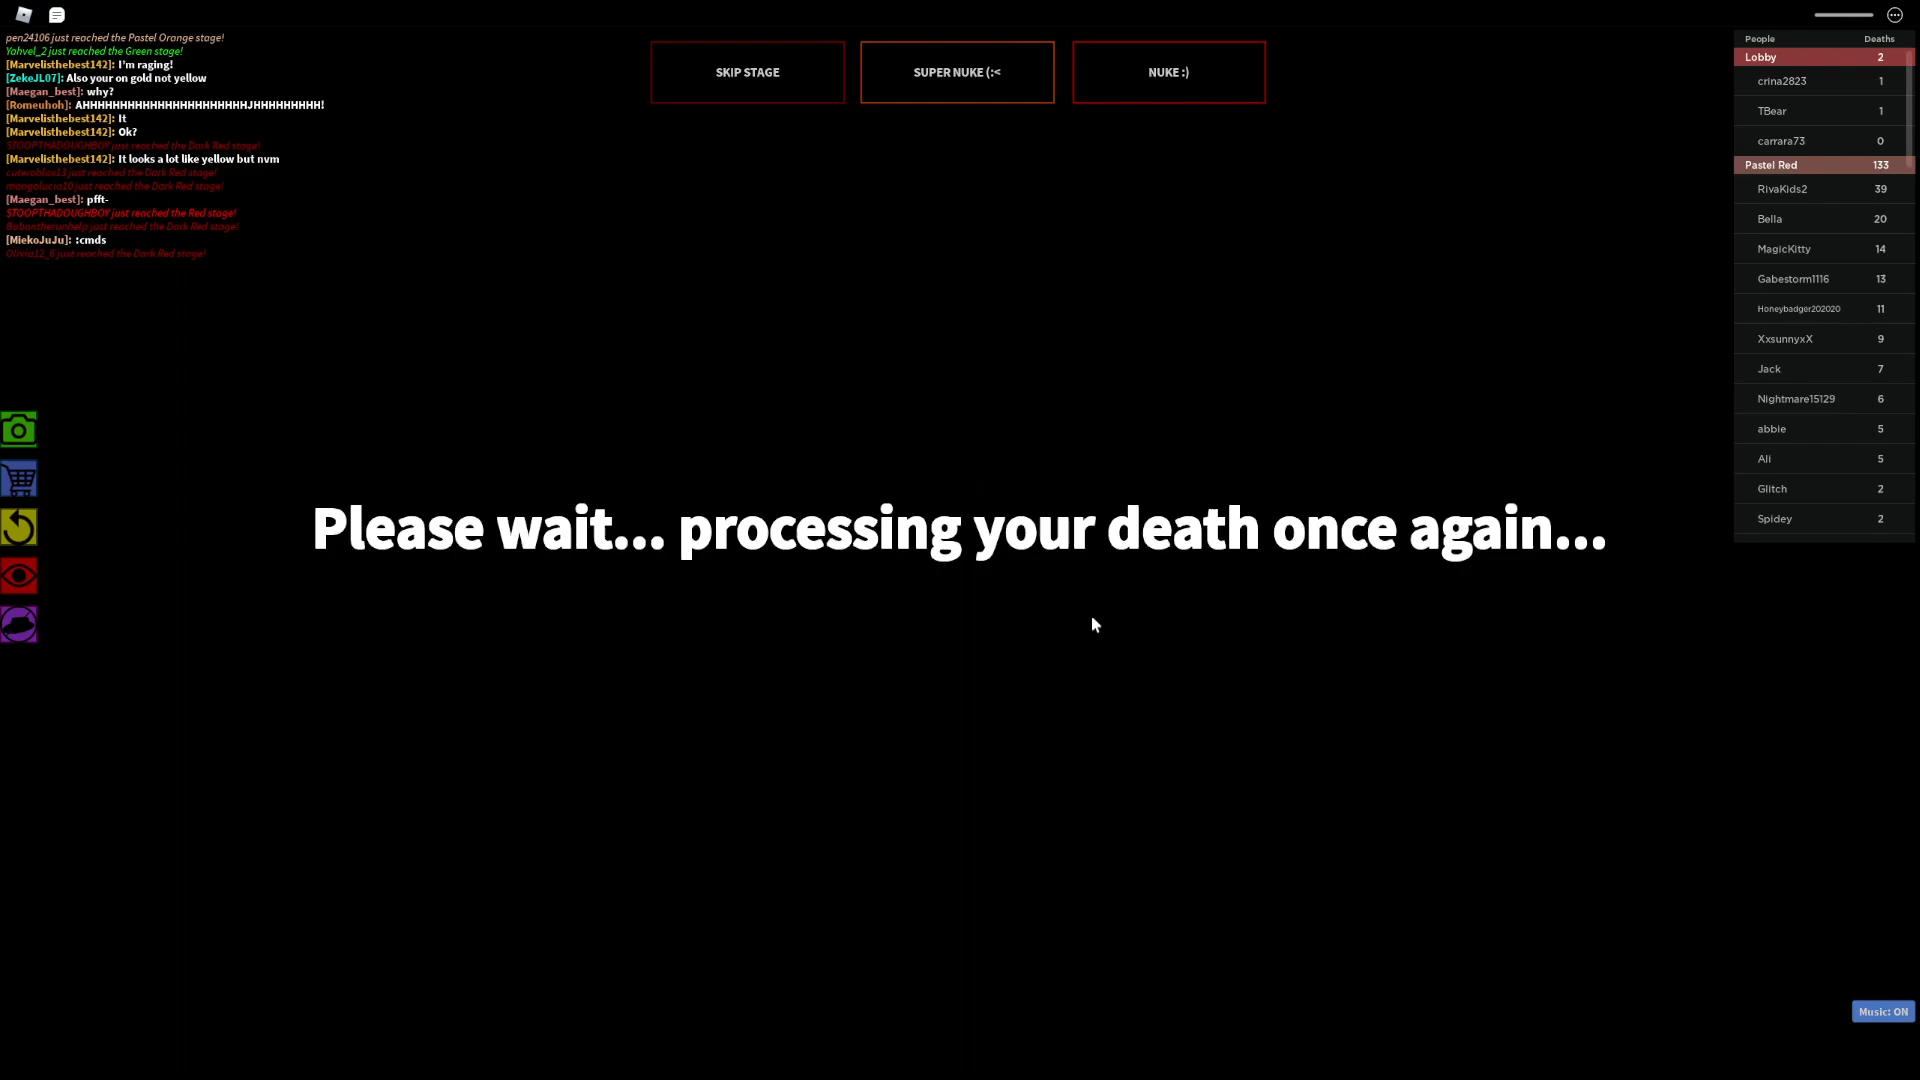 pen24106 just reached the Pastel Orange stage!
Yahvel_2 just reached the Green stage!
[Marvelisthebest142]: I'm raging!
[ZekeJL07]: Also your on gold not yellow
[Maegan_best]: why?
[Romeuhoh]: AHHHHHHHHHHHHHHHHHHHHHHJHHHHHHHHH!
[Marvelisthebest142]: It
[Marvelisthebest142]: Ok?
STOOPTHADOUGHBOY just reached the Dark Red stage!
[Marvelisthebest142]: It looks a lot like yellow but nvm
cuteroblox13 just reached the Dark Red stage!
mangolucia10 just reached the Dark Red stage!
[Maegan_best]: pfft-
STOOPTHADOUGHBOY just reached the Red stage!
just reached the Dark Red stage!
[MiekoJuJu]: :cmds
Olivia12_6 just reached the Dark Red stage!
SKIP STAGE
SUPER NUKE (:<
NUKE :)
People Deaths
Lobby 2
crina2823 1
TBear 1
carrara73 0
Pastel Red 133
RivaKids2 39
Bella 20
MagicKitty 14
Gabestorm1116 13
Honeybadger202020 11
XxsunnyxX 9
Jack 7
Nightmare15129 6
abbie 5
Ali 5
Glitch 2
Spidey 2
Please wait... processing your death once again...
Music: ON